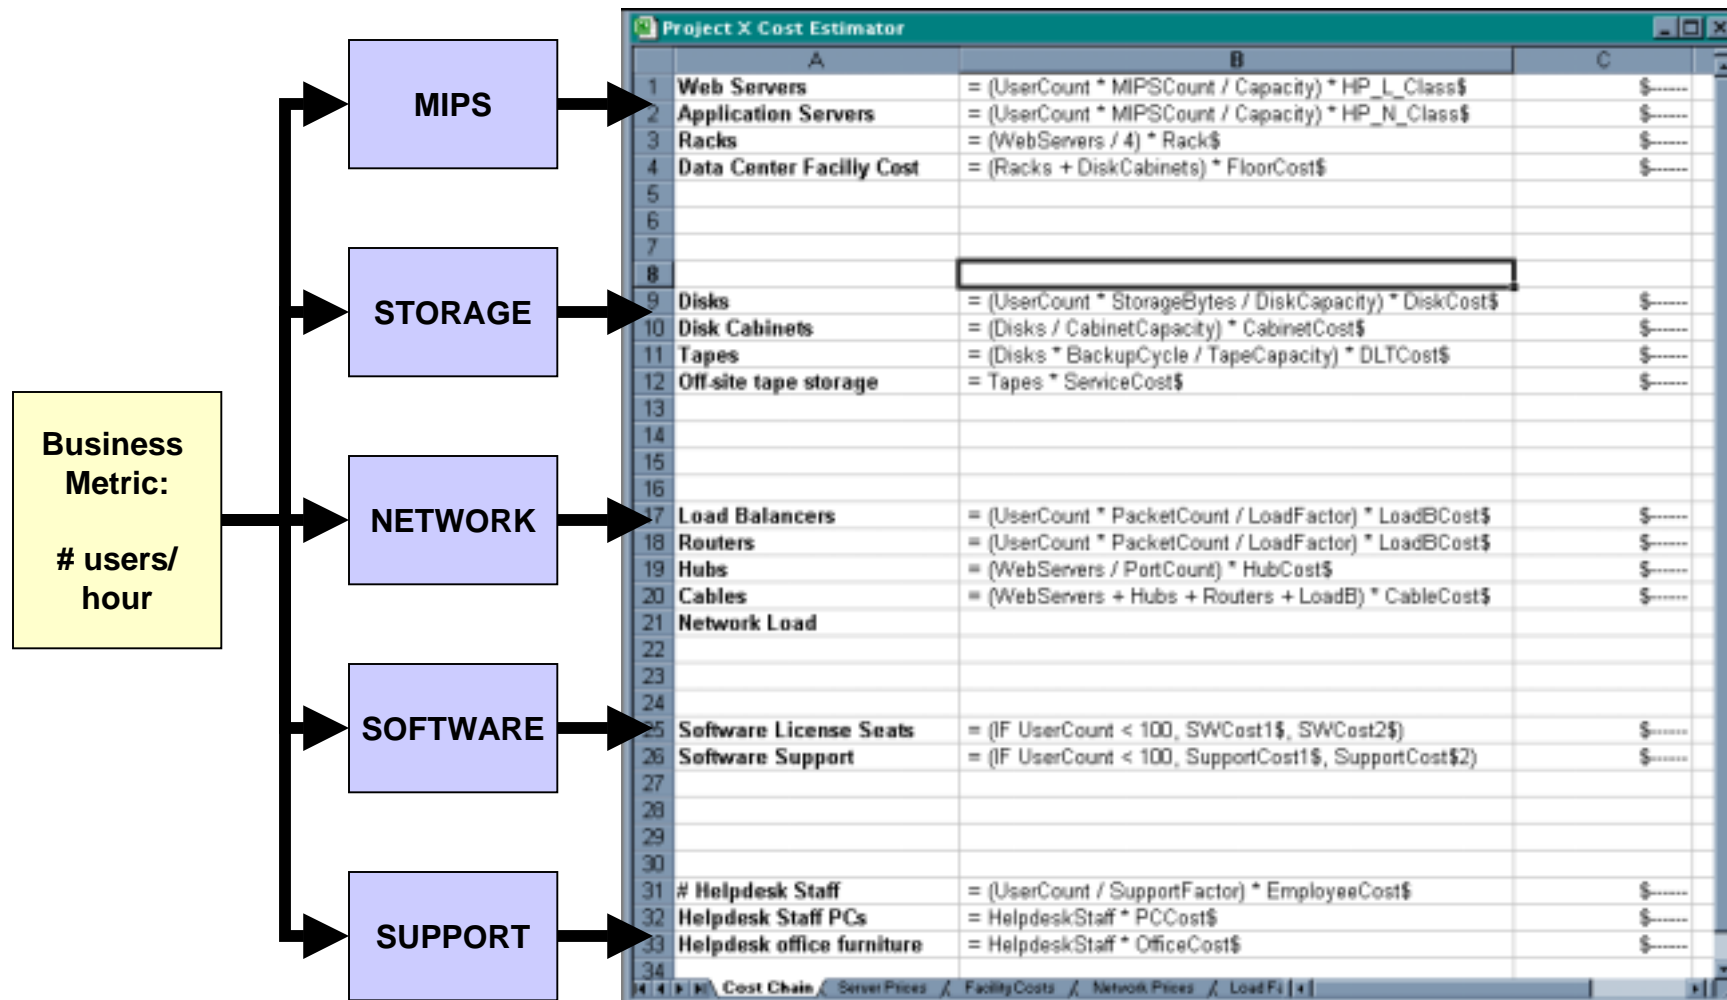 Business
Metric:
# users/
hour
MIPS
STORAGE
NETWORK
SOFTWARE
SUPPORT
Project X Cost Estimator
A B C
1 Web Servers = (UserCount * MIPSCount / Capacity) * HP_L_Class$ $------
2 Application Servers = (UserCount * MIPSCount / Capacity) * HP_N_Class$ $------
3 Racks = (WebServers / 4) * Rack$ $------
4 Data Center Faciliy Cost = (Racks + DiskCabinets) * FloorCost$ $------
5
6
7
8
9 Disks = (UserCount * StorageBytes / DiskCapacity) * DiskCost$ $------
10 Disk Cabinets = (Disks / CabinetCapacity) * CabinetCost$ $------
11 Tapes = (Disks * BackupCycle / TapeCapacity) * DLTCost$ $------
12 Off-site tape storage = Tapes * ServiceCost$ $------
13
14
15
16
17 Load Balancers = (UserCount * PacketCount / LoadFactor) * LoadBCost$ $------
18 Routers = (UserCount * PacketCount / LoadFactor) * LoadBCost$ $------
19 Hubs = (WebServers / PortCount) * HubCost$ $------
20 Cables = (WebServers + Hubs + Routers + LoadB) * CableCost$ $------
21 Network Load
22
23
24
25 Software License Seats = (IF UserCount < 100, SWCost1$, SWCost2$) $------
26 Software Support = (IF UserCount < 100, SupportCost1$, SupportCost$2) $------
27
28
29
30
31 # Helpdesk Staff = (UserCount / SupportFactor) * EmployeeCost$ $------
32 Helpdesk Staff PCs = HelpdeskStaff * PCCost$ $------
33 Helpdesk office furniture = HelpdeskStaff * OfficeCost$ $------
34
Cost Chain Server Prices Facility Costs Network Prices Load